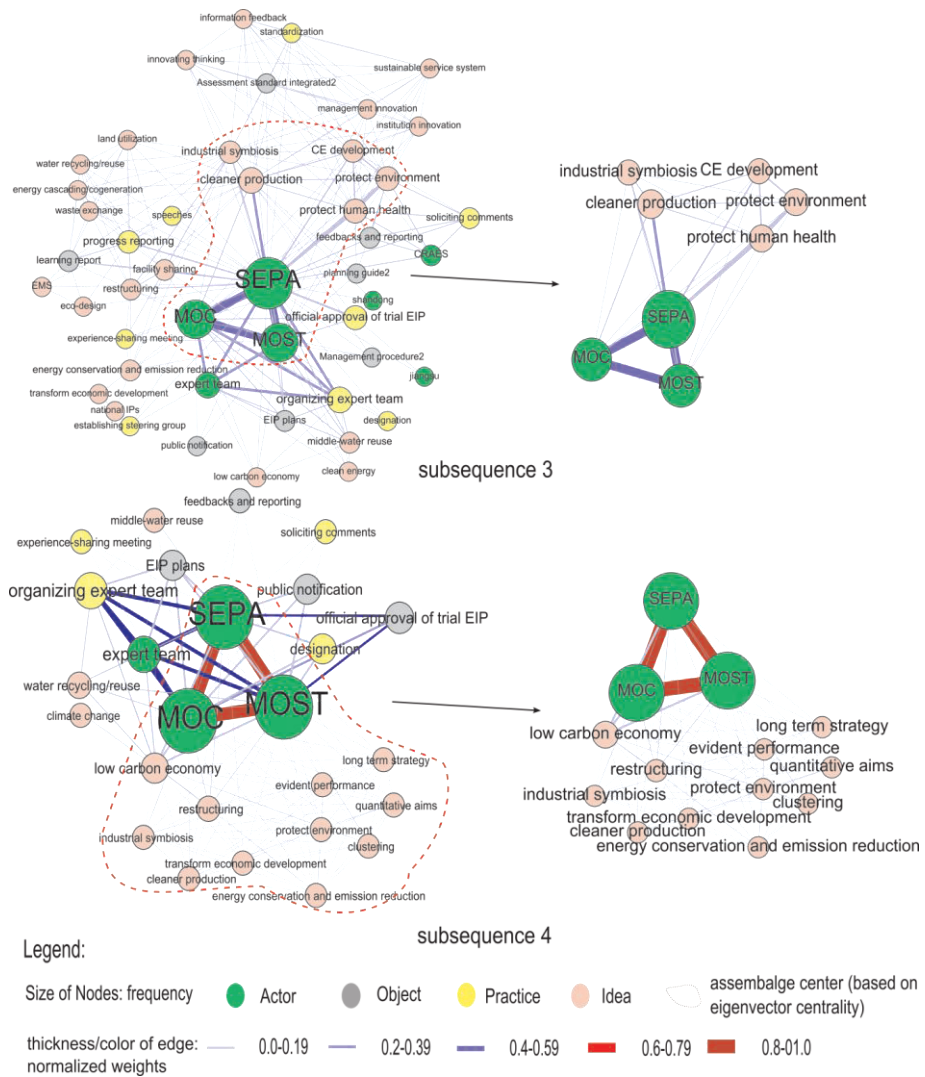 information feedback
standardization
innovating thinking
sustainable service system
Assessment standard integrated2
management innovation
institution innovation
land utilization
industrial symbiosis
CE development
water recycling/reuse
cleaner production
protect environment
energy cascading/cogeneration
waste exchange
speeches
protect human health
soliciting comments
progress reporting
feedbacks and reporting
CRAES
learning report
facility sharing
planning guide2
EMS
restructuring
SEPA
eco-design
shandong
MOC
official approval of trial EIP
experience-sharing meeting
MOST
energy conservation and emission reduction
Management procedure2
expert team
jiangsu
transform economic development
organizing expert team
national IPs
establishing steering group
EIP plans
designation
public notification
middle-water reuse
low carbon economy
clean energy
industrial symbiosis
CE development
cleaner production
protect environment
protect human health
SEPA
MOC
MOST
subsequence 3
feedbacks and reporting
middle-water reuse
soliciting comments
experience-sharing meeting
EIP plans
organizing expert team
public notification
SEPA
official approval of trial EIP
expert team
designation
water recycling/reuse
MOST
climate change
MOC
low carbon economy
long term strategy
evident performance
restructuring
quantitative aims
industrial symbiosis
protect environment
clustering
transform economic development
cleaner production
energy conservation and emission reduction
SEPA
MOC
MOST
low carbon economy
long term strategy
evident performance
restructuring
quantitative aims
industrial symbiosis
protect environment
clustering
transform economic development
cleaner production
energy conservation and emission reduction
subsequence 4
Legend:
Size of Nodes: frequency
Actor
Object
Practice
Idea
assembalge center (based on
eigenvector centrality)
thickness/color of edge:
normalized weights
0.0-0.19
0.2-0.39
0.4-0.59
0.6-0.79
0.8-01.0